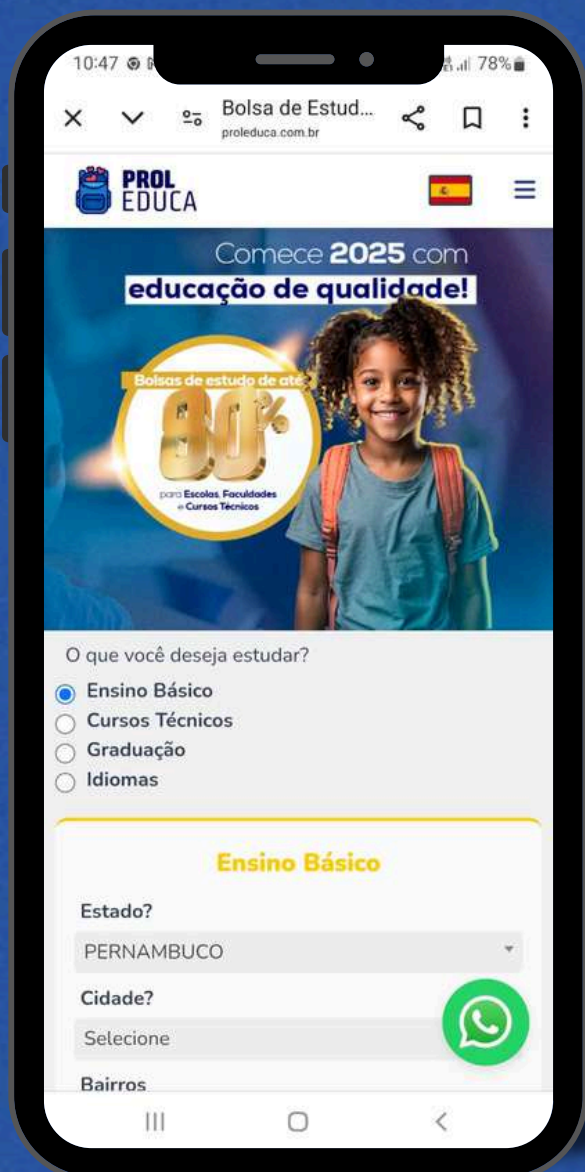 10:47
78%
Bolsa de Estud...
proleduca.com.br
PROL
EDUCA
Comece 2025 com
educação de qualidade!
Bolsas de estudo de até
80%
para Escolas, Faculdades
e Cursos Técnicos
O que você deseja estudar?
Ensino Básico
Cursos Técnicos
Graduação
Idiomas
Ensino Básico
Estado?
PERNAMBUCO
Cidade?
Selecione
Bairros